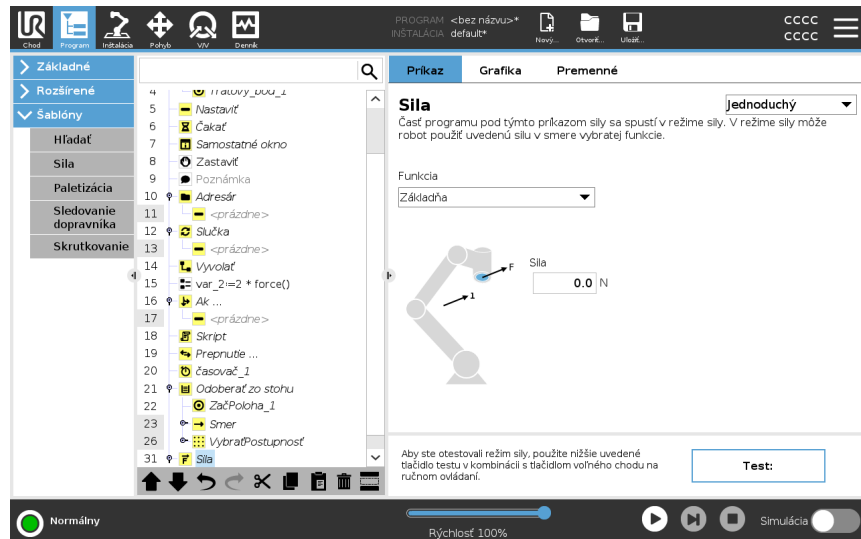 PROGRAM <bez názvu>*
INŠTALÁCIA default*
CCCC
CCCC
Chod
Program
Inštalácia
Pohyb
V/V
Denník
Nový...
Otvoriť...
Uložiť...
Základné
Rozšírené
Šablóny
Hľadať
Sila
Paletizácia
Sledovanie
dopravníka
Skrutkovanie
4 Traťový_bod_1
5 Nastaviť
6 Čakať
7 Samostatné okno
8 Zastaviť
9 Poznámka
10 Adresár
11 <prázdne>
12 Slučka
13 <prázdne>
14 Vyvolať
15 var_2:=2 * force()
16 Ak ...
17 <prázdne>
18 Skript
19 Prepnutie ...
20 časovač_1
21 Odoberať zo stohu
22 ZačPoloha_1
23 Smer
26 VybraťPostupnosť
31 Sila
Príkaz
Grafika
Premenné
Sila
Jednoduchý
Časť programu pod týmto príkazom sily sa spustí v režime sily. V režime sily môže
robot použiť uvedenú silu v smere vybratej funkcie.
Funkcia
Základňa
F
1
Sila
0.0 N
Aby ste otestovali režim sily, použite nižšie uvedené
tlačidlo testu v kombinácii s tlačidlom voľného chodu na
ručnom ovládaní.
Test:
Normálny
Rýchlosť 100%
Simulácia